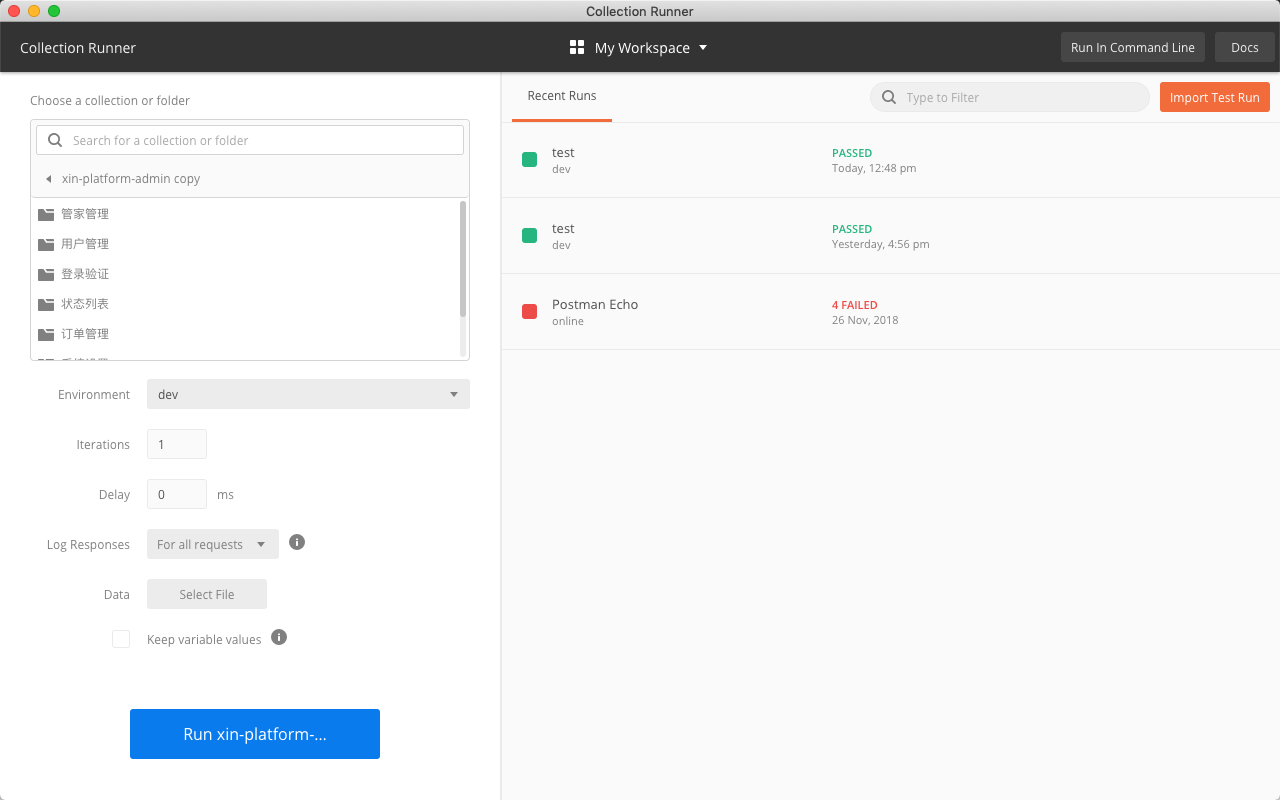 Collection Runner
Collection Runner
My Workspace
Run In Command Line
Docs
Choose a collection or folder
Search for a collection or folder
xin-platform-admin copy
管家管理
用户管理
登录验证
状态列表
订单管理
Environment
dev
Iterations
1
Delay
0
ms
Log Responses
For all requests
Data
Select File
Keep variable values
Run xin-platform-...
Recent Runs
Type to Filter
Import Test Run
test
dev
PASSED
Today, 12:48 pm
test
dev
PASSED
Yesterday, 4:56 pm
Postman Echo
online
4 FAILED
26 Nov, 2018